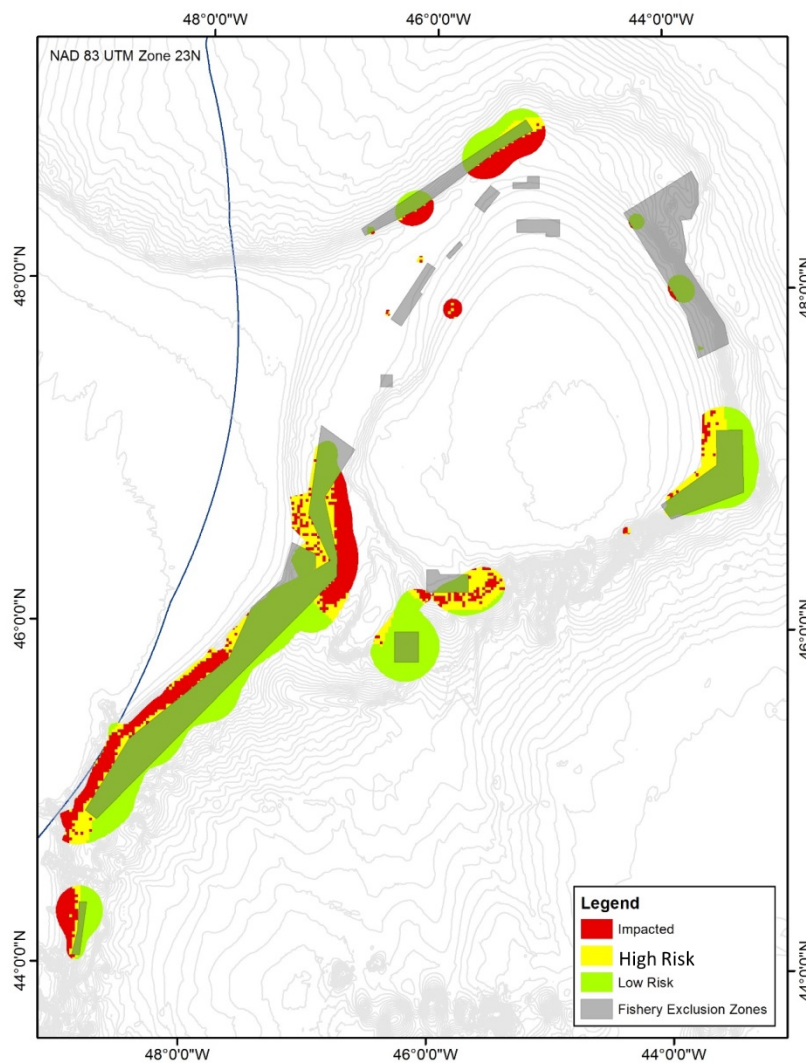 48°0'0"W 46°0'0"W 44°0'0"W
NAD 83 UTM Zone 23N
48°0'0"N 48°0'0"N
46°0'0"N 46°0'0"N
44°0'0"N 44°0'0"N
Legend
Impacted
High Risk
Low Risk
Fishery Exclusion Zones
48°0'0"W 46°0'0"W 44°0'0"W